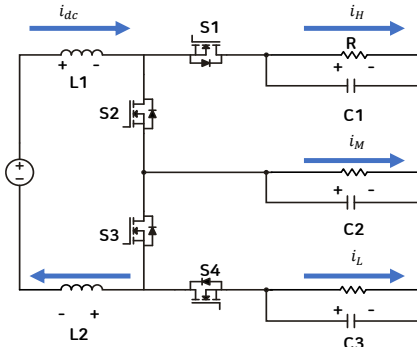 i_dc
S1
i_H
R
+ -
L1
+ -
C1
S2
i_M
+ -
+ -
C2
S3
S4
i_L
- +
L2
+ -
C3